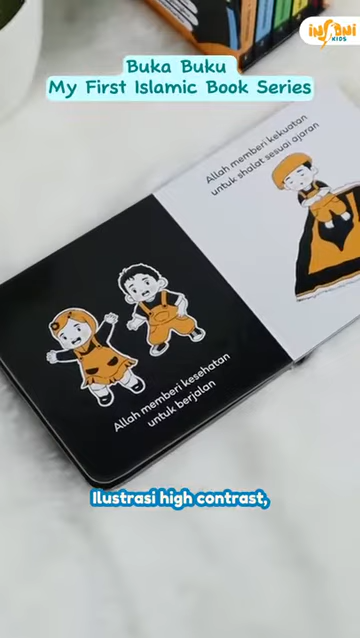 INSANI
KIDS
Buka Buku
My First Islamic Book Series
Allah memberi kekuatan
untuk shalat sesuai ajaran
Allah memberi kesehatan
untuk berjalan
Ilustrasi high contrast,